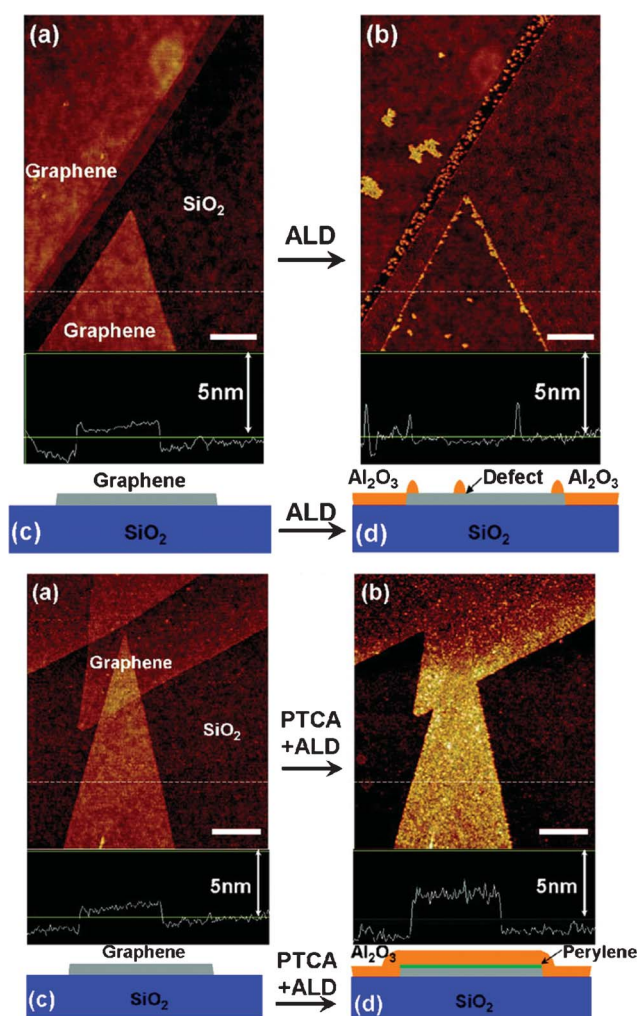 (a)
(b)
Graphene
SiO₂
ALD
Graphene
5nm
5nm
Graphene
Al₂O₃
Defect
Al₂O₃
(c)
SiO₂
ALD
(d)
SiO₂
(a)
(b)
Graphene
SiO₂
PTCA
+ALD
5nm
5nm
Graphene
PTCA
+ALD
Al₂O₃
Perylene
(c)
SiO₂
(d)
SiO₂